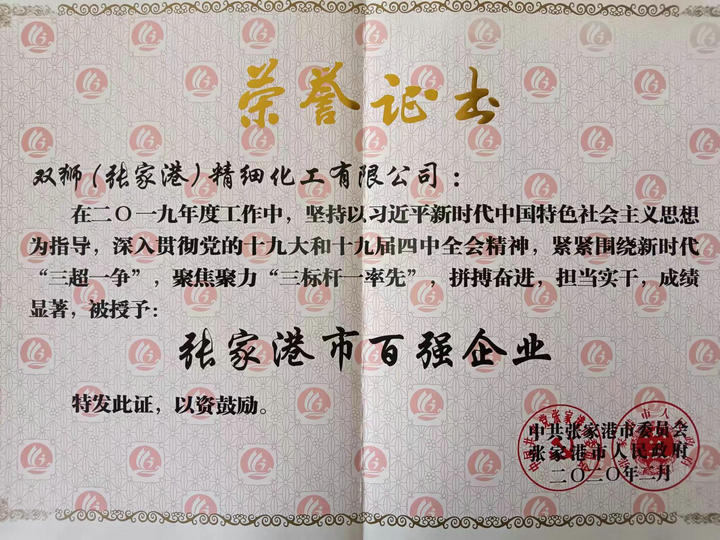 荣誉证书
双狮（张家港）精细化工有限公司：
在二〇一九年度工作中，坚持以习近平新时代中国特色社会主义思想
为指导，深入贯彻党的十九大和十九届四中全会精神，紧紧围绕新时代
“三超一争”，聚焦聚力“三标杆一率先”，拼搏奋进，担当实干，成绩
显著，被授予：
张家港市百强企业
特发此证，以资鼓励。
中共张家港市委员会
张家港市人民政府
二〇二〇年二月